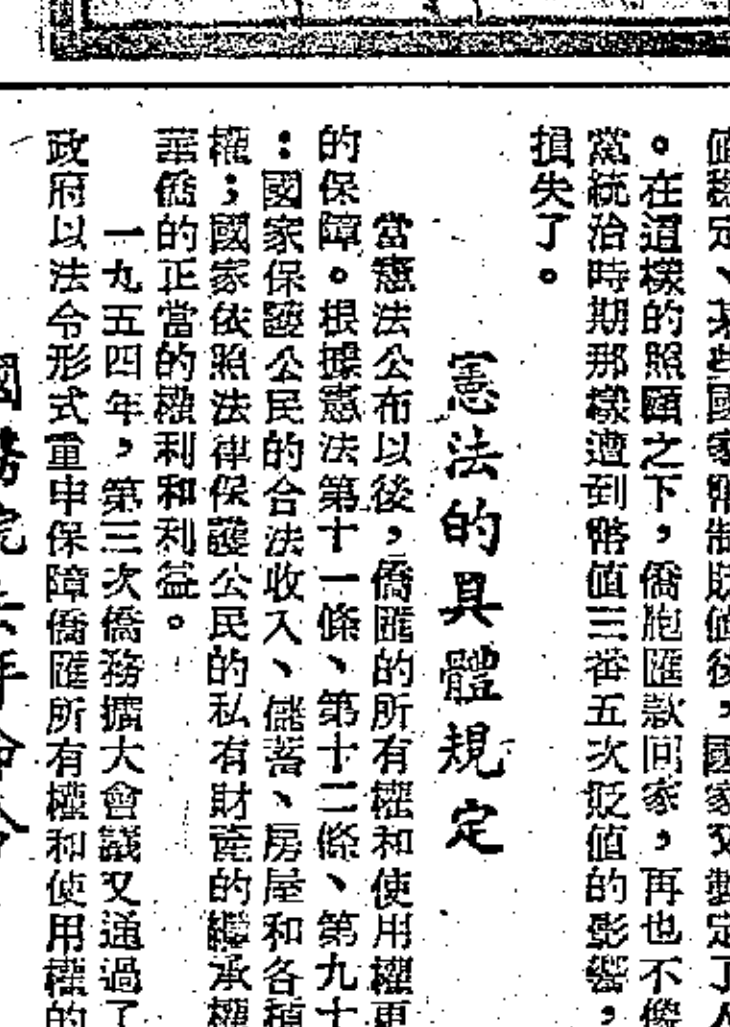 值穩定、某些國家幣制貶值後，國家又製定了人
。在這樣的照顧之下，僑胞匯款回家，再也不像
黨統治時期那樣遭到幣值三番五次貶值的影響，
損失了。
憲法的具體規定
當憲法公布以後，僑匯的所有權和使用權更
的保障。根據憲法第十一條、第十二條、第九十
：國家保護公民的合法收入、儲蓄、房屋和各種
權；國家依照法律保護公民的私有財產的繼承權
華僑的正當的權利和利益。
一九五四年，第三次僑務擴大會議又通過了
政府以法令形式重申保障僑匯所有權和使用權的
國務院去年命令